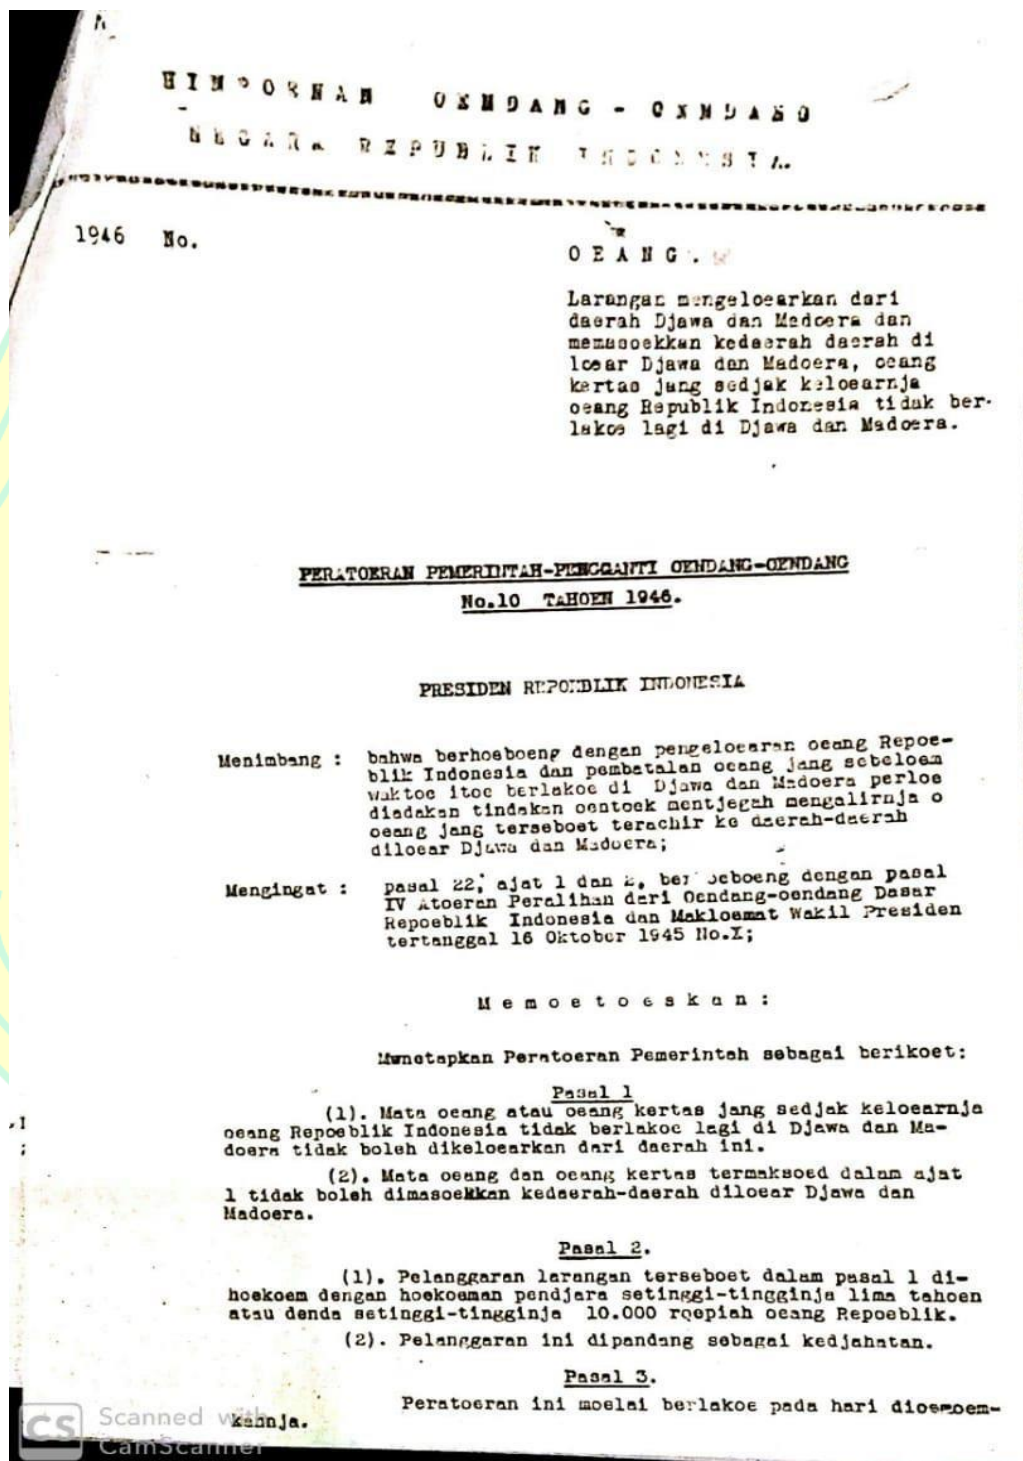 HIMPOENAN OENDANG - OENDANG
NEGARA REPUBLIK INDONESIA.
1946 No.
OEANG.
Larangan mengeloearkan dari
daerah Djawa dan Madoera dan
memasoekkan kedaerah daerah di
loear Djawa dan Madoera, oeang
kertas jang sedjak keloearnja
oeang Republik Indonesia tidak ber-
lakoe lagi di Djawa dan Madoera.
PERATOERAN PEMERINTAH-PENGGANTI OENDANG-OENDANG
No.10 TAHOEN 1946.
PRESIDEN REPOEBLIK INDONESIA
Menimbang : bahwa berhoeboeng dengan pengeloearan oeang Repoe-
blik Indonesia dan pembatalan oeang jang sebeloem
waktoe itoe berlakoe di Djawa dan Madoera perloe
diadakan tindakan oentoek mentjegah mengalirnja o
oeang jang terseboet terachir ke daerah-daerah
diloear Djawa dan Madoera;
Mengingat : pasal 22, ajat 1 dan 2, berhoeboeng dengan pasal
IV Atoeran Peralihan dari Oendang-oendang Dasar
Repoeblik Indonesia dan Makloemat Wakil Presiden
tertanggal 16 Oktober 1945 No.X;
Memoetoeskan:
Menetapkan Peratoeran Pemerintah sebagai berikoet:
Pasal 1
(1). Mata oeang atau oeang kertas jang sedjak keloearnja
oeang Repoeblik Indonesia tidak berlakoe lagi di Djawa dan Ma-
doera tidak boleh dikeloearkan dari daerah ini.
(2). Mata oeang dan oeang kertas termaksoed dalam ajat
1 tidak boleh dimasoekkan kedaerah-daerah diloear Djawa dan
Madoera.
Pasal 2.
(1). Pelanggaran larangan terseboet dalam pasal 1 di-
hoekoem dengan hoekoeman pendjara setinggi-tingginja lima tahoen
atau denda setinggi-tingginja 10.000 roepiah oeang Repoeblik.
(2). Pelanggaran ini dipandang sebagai kedjahatan.
Pasal 3.
Peratoeran ini moelai berlakoe pada hari dioemoem-
kannja.
CS Scanned with
CamScanner